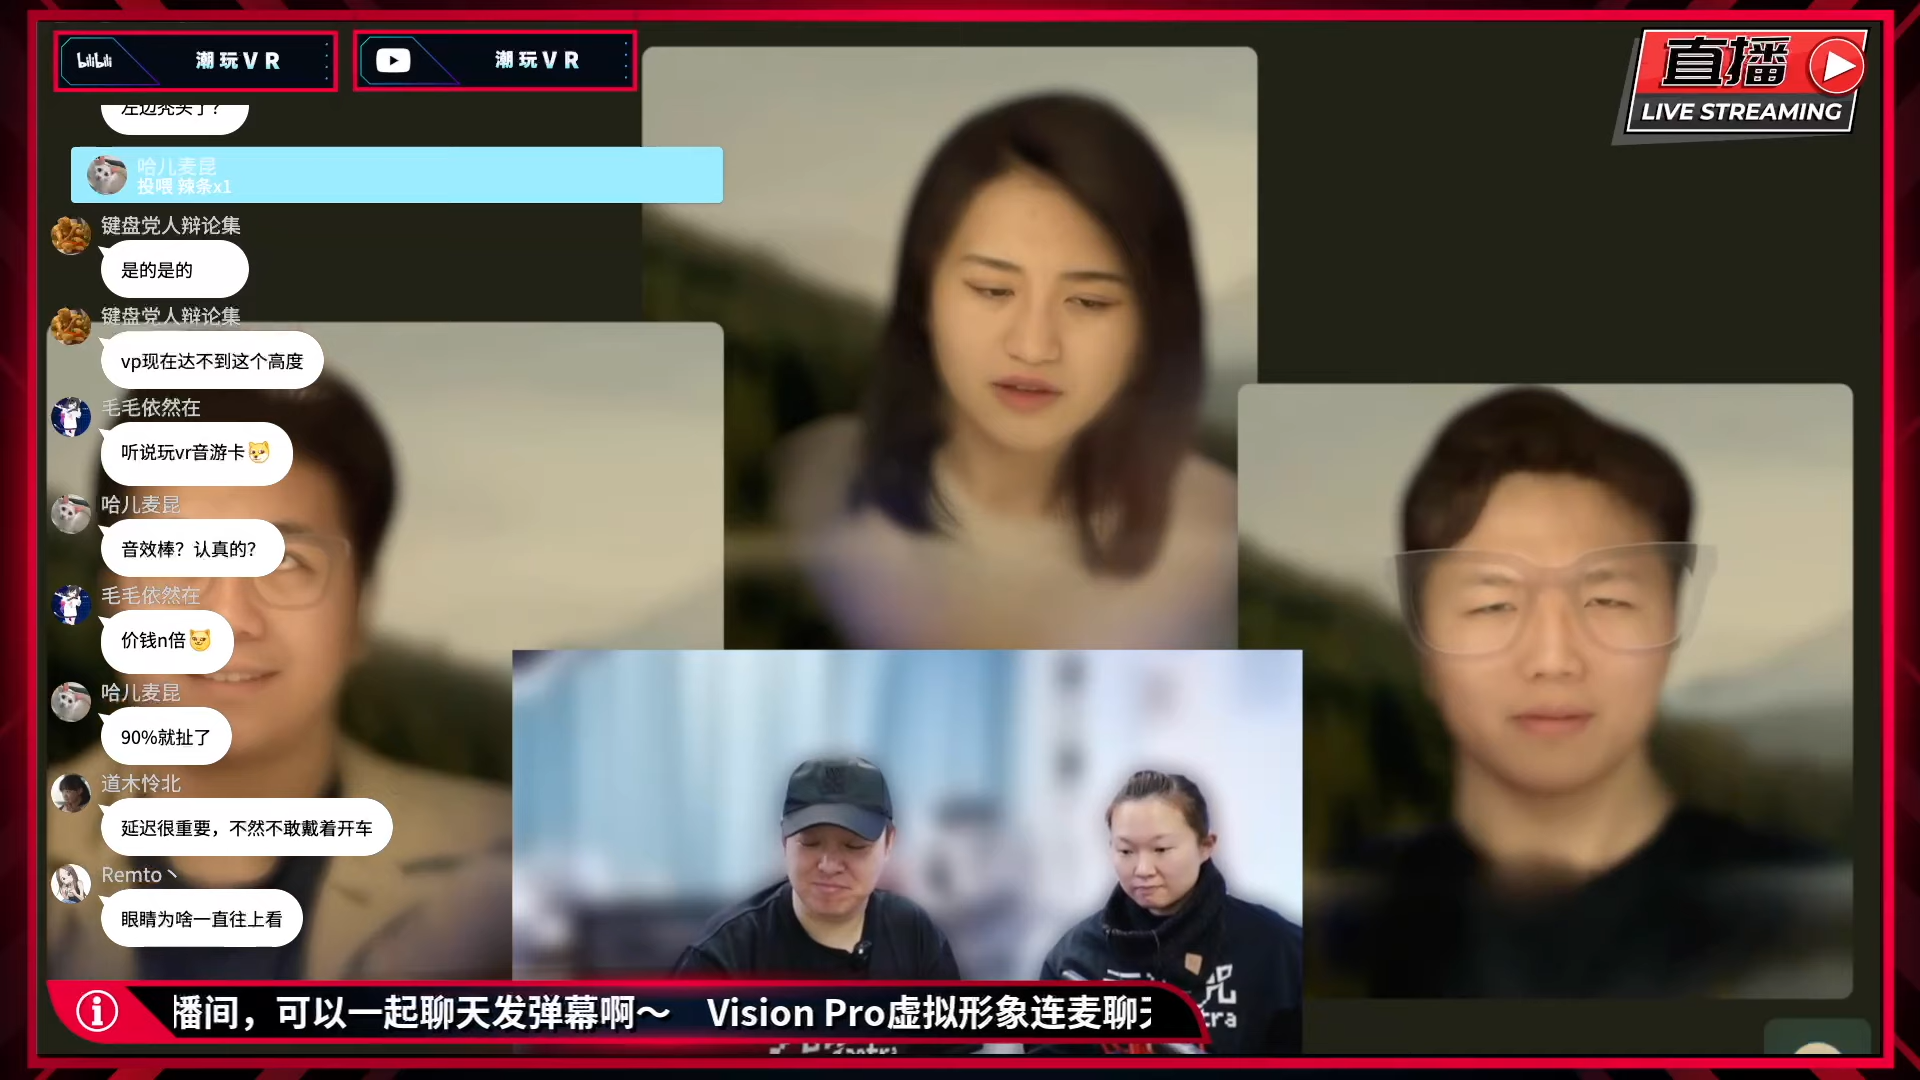 bilibili
潮玩VR
潮玩VR
直播
LIVE STREAMING
左边秃头了？
哈儿麦昆
投喂 辣条x1
键盘党人辩论集
是的是的
键盘党人辩论集
vp现在达不到这个高度
毛毛依然在
听说玩vr音游卡
哈儿麦昆
音效棒？认真的？
毛毛依然在
价钱n倍
哈儿麦昆
90%就扯了
道木怜北
延迟很重要，不然不敢戴着开车
Remto丶
眼睛为啥一直往上看
播间，可以一起聊天发弹幕啊～ Vision Pro虚拟形象连麦聊天